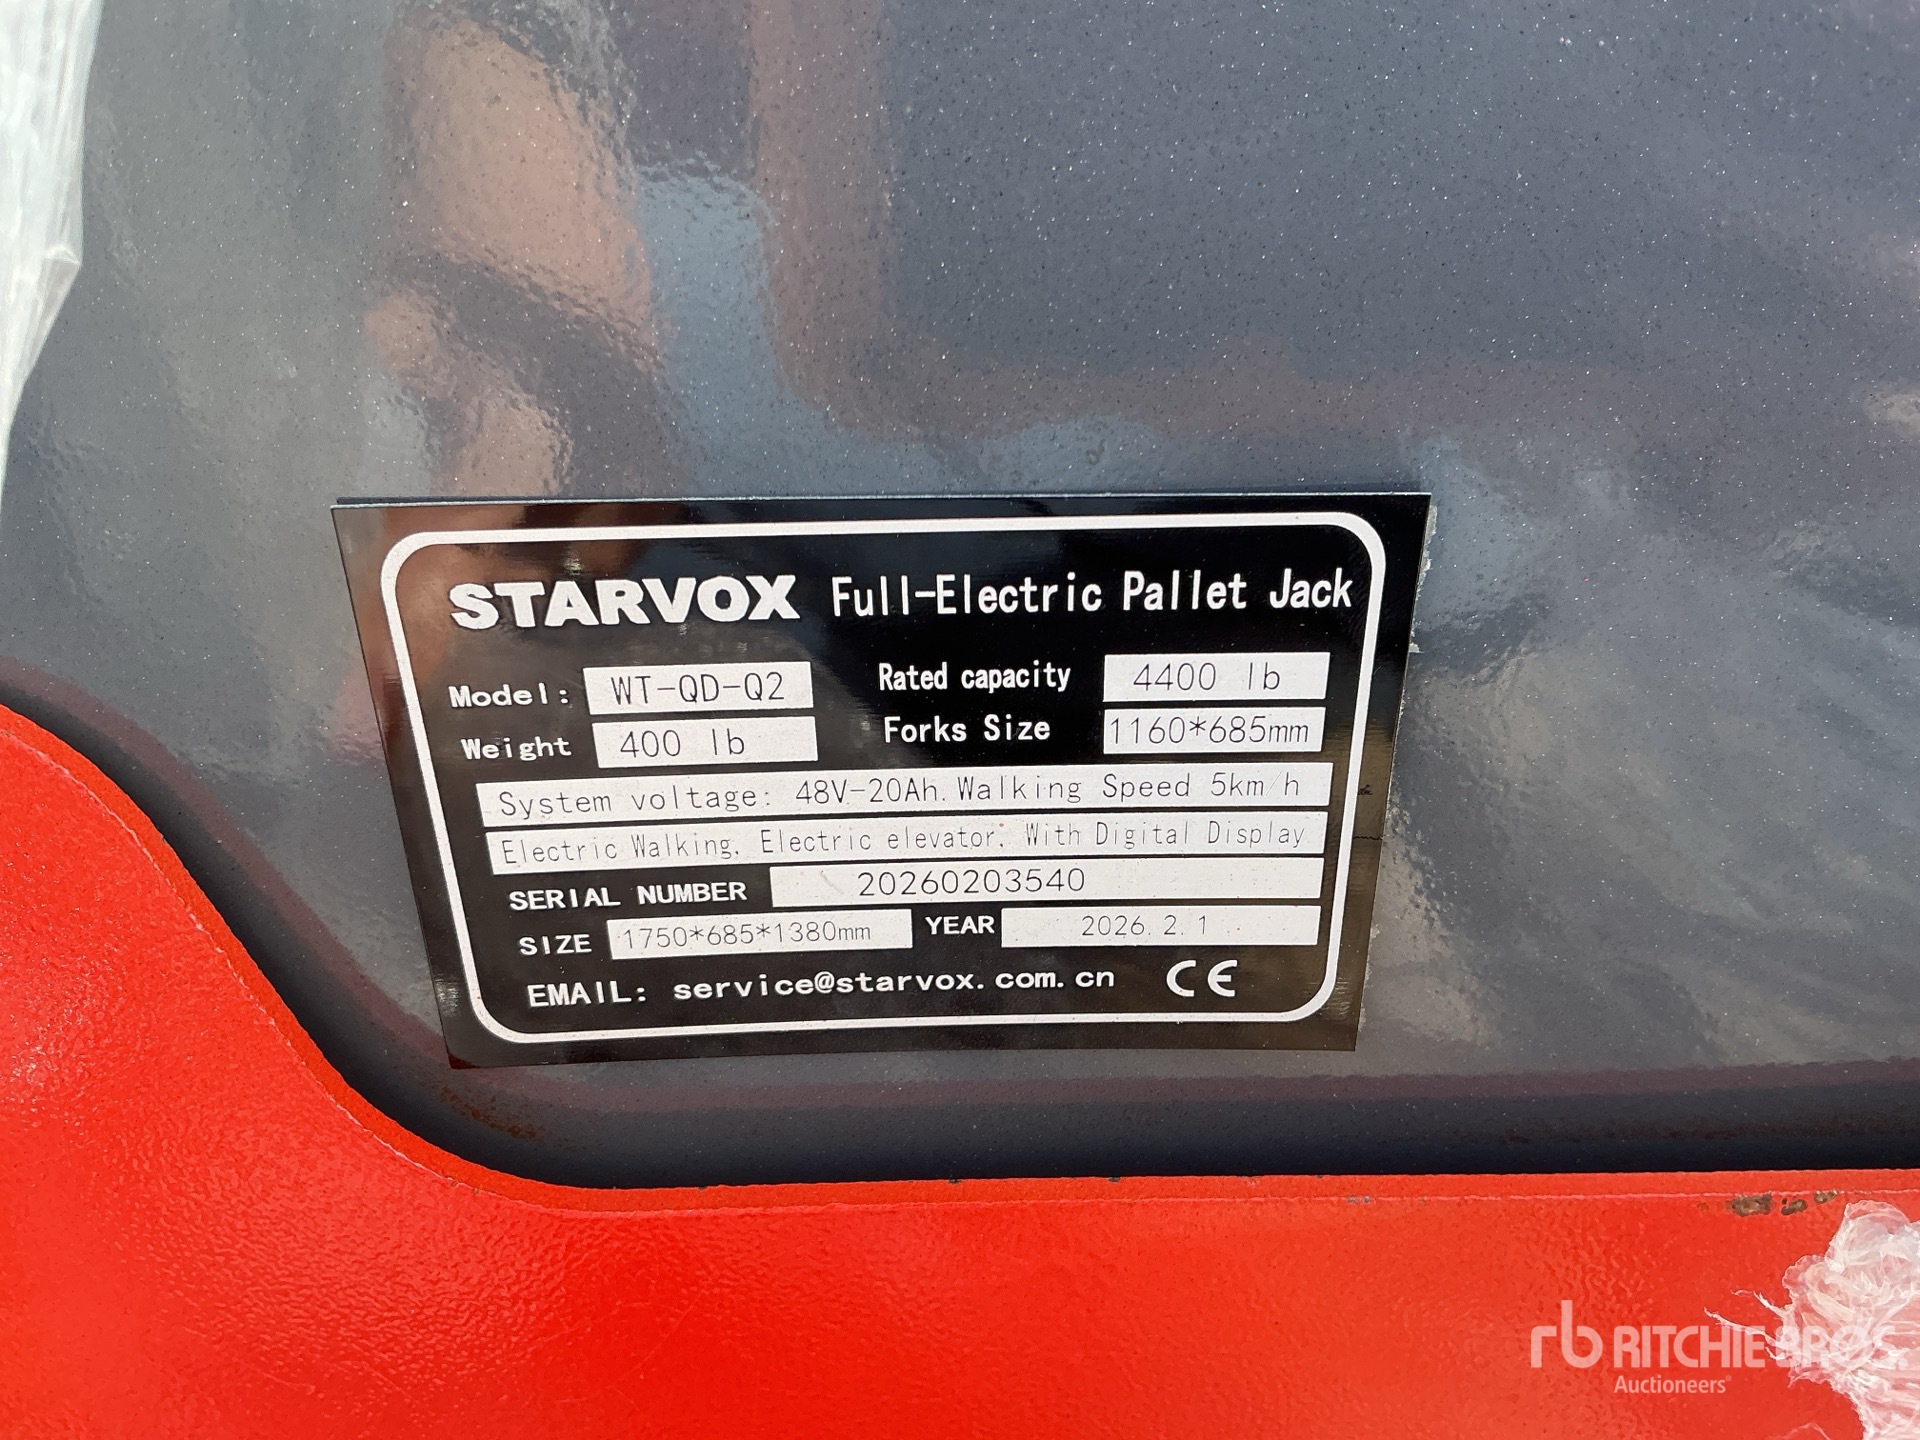 STARVOX Full-Electric Pallet Jack
Model: WT-QD-Q2 Rated capacity 4400 lb
Weight 400 lb Forks Size 1160*685mm
System voltage: 48V-20Ah. Walking Speed 5km/h
Electric Walking, Electric elevator, With Digital Display
SERIAL NUMBER 20260203540
SIZE 1750*685*1380mm YEAR 2026.2.1
EMAIL: service@starvox.com.cn CE
rb RITCHIE BROS.
Auctioneers